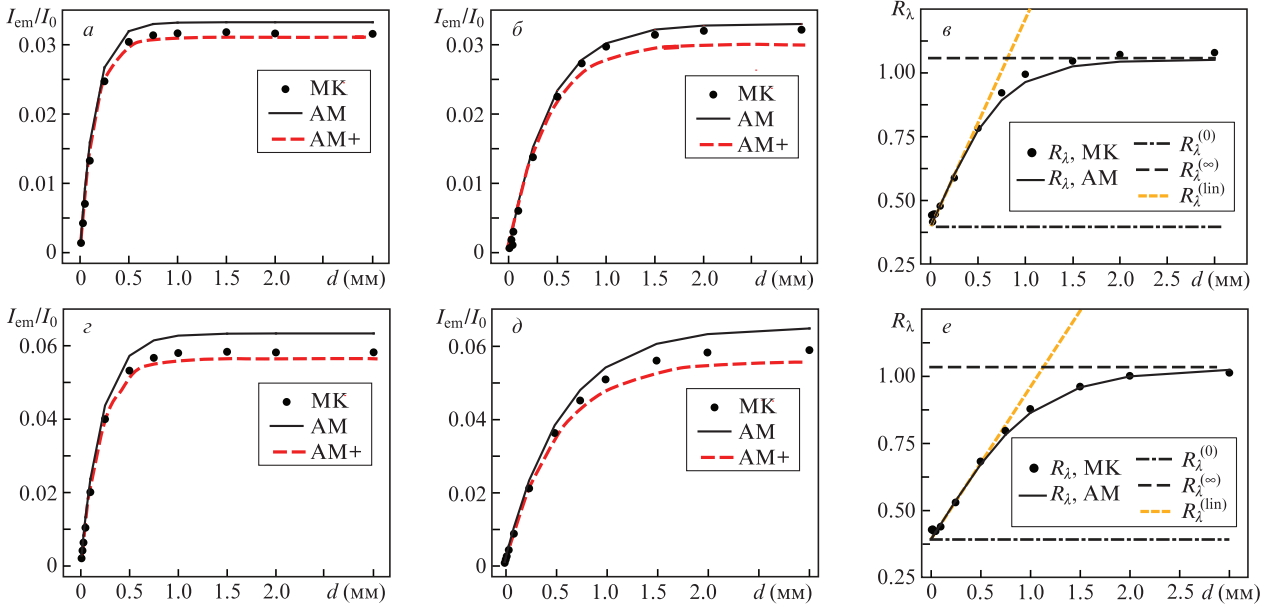 I_em/I_0
а
0.03
0.02
0.01
0
0
0.5
1.0
1.5
2.0
d (мм)
МК
АМ
АМ+
I_em/I_0
б
0.03
0.02
0.01
0
0
0.5
1.0
1.5
2.0
d (мм)
МК
АМ
АМ+
R_λ
в
1.00
0.75
0.50
0.25
0
0.5
1.0
1.5
2.0
2.5
d (мм)
R_λ, МК
R_λ, АМ
R_λ^(0)
R_λ^(∞)
R_λ^(lin)
I_em/I_0
г
0.06
0.04
0.02
0
0
0.5
1.0
1.5
2.0
d (мм)
МК
АМ
АМ+
I_em/I_0
д
0.06
0.04
0.02
0
0
0.5
1.0
1.5
2.0
d (мм)
МК
АМ
АМ+
R_λ
е
1.00
0.75
0.50
0.25
0
0.5
1.0
1.5
2.0
2.5
d (мм)
R_λ, МК
R_λ, АМ
R_λ^(0)
R_λ^(∞)
R_λ^(lin)